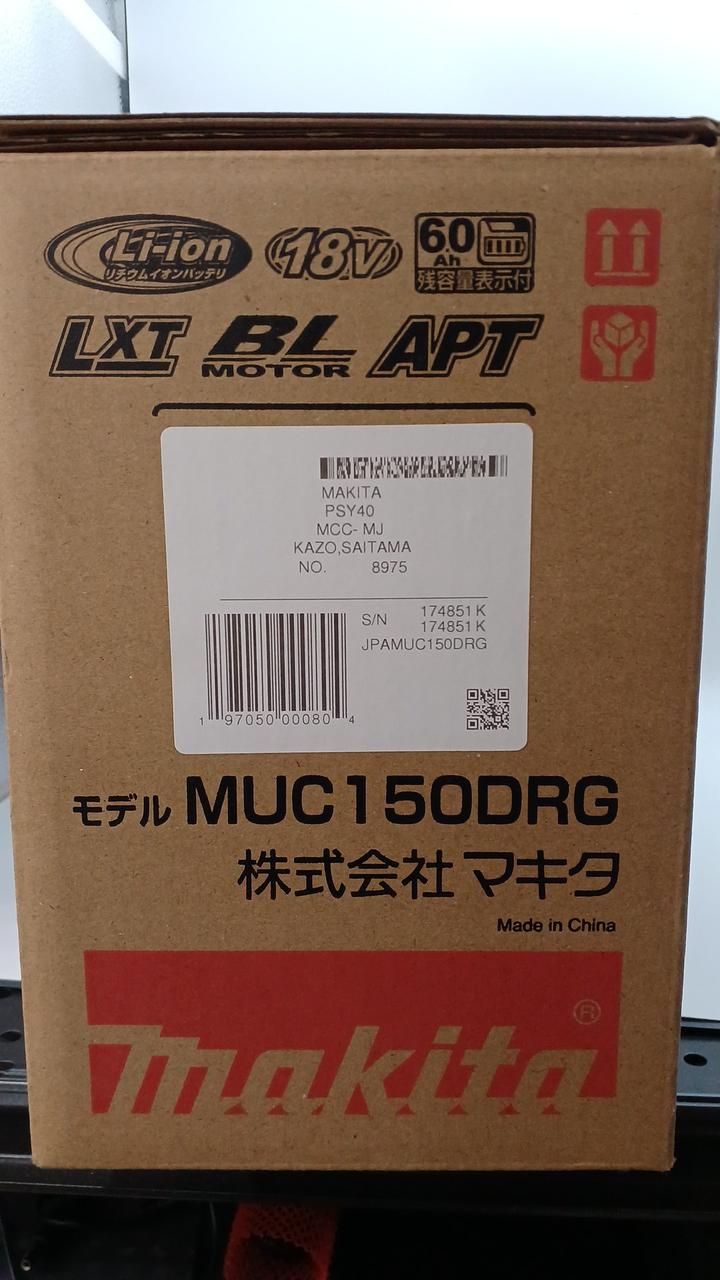 Li-ion
リチウムイオンバッテリ
18V
6.0
Ah
残容量表示付
LXT BL APT
MOTOR
MAKITA
PSY40
MCC- MJ
KAZO,SAITAMA
NO. 8975
S/N 174851 K
174851 K
JPAMUC150DRG
1 97050 00080 4
モデル MUC150DRG
株式会社マキタ
Made in China
®
makita